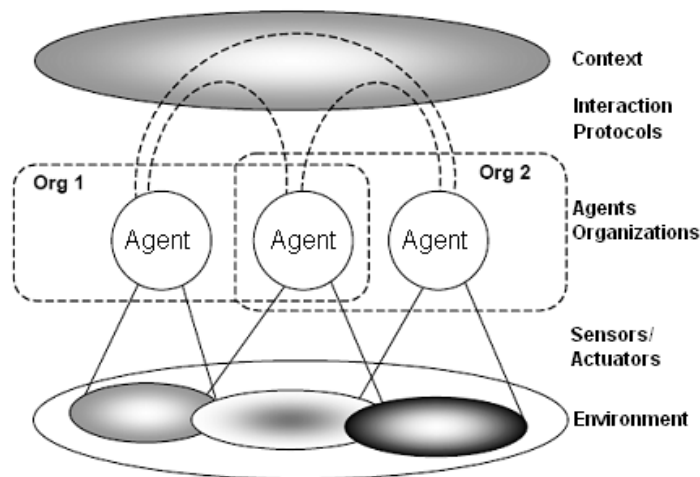 Context
Interaction
Protocols
Org 1
Org 2
Agent
Agent
Agent
Agents
Organizations
Sensors/
Actuators
Environment